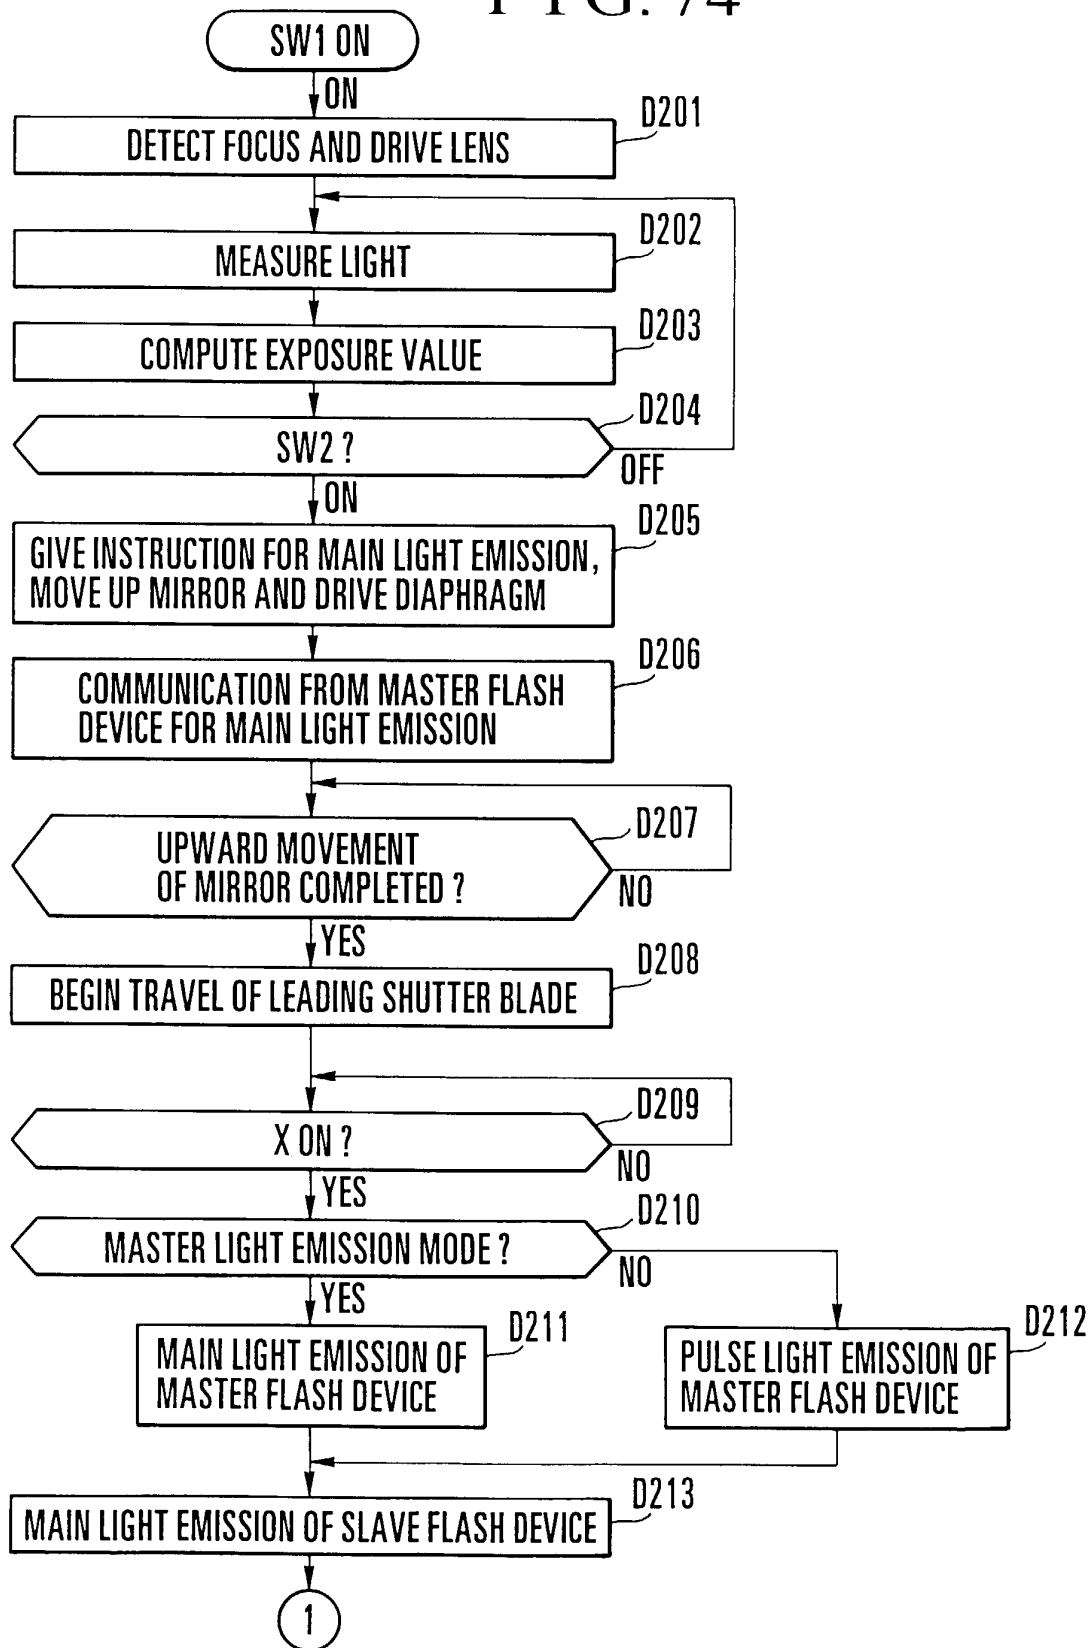 FIG. 74
SW1 ON
ON
D201
DETECT FOCUS AND DRIVE LENS
D202
MEASURE LIGHT
D203
COMPUTE EXPOSURE VALUE
D204
SW2 ?
OFF
ON
D205
GIVE INSTRUCTION FOR MAIN LIGHT EMISSION,
MOVE UP MIRROR AND DRIVE DIAPHRAGM
D206
COMMUNICATION FROM MASTER FLASH
DEVICE FOR MAIN LIGHT EMISSION
D207
UPWARD MOVEMENT
OF MIRROR COMPLETED ?
NO
YES
D208
BEGIN TRAVEL OF LEADING SHUTTER BLADE
D209
X ON ?
NO
YES
D210
MASTER LIGHT EMISSION MODE ?
NO
YES
D211
MAIN LIGHT EMISSION OF
MASTER FLASH DEVICE
D212
PULSE LIGHT EMISSION OF
MASTER FLASH DEVICE
D213
MAIN LIGHT EMISSION OF SLAVE FLASH DEVICE
1